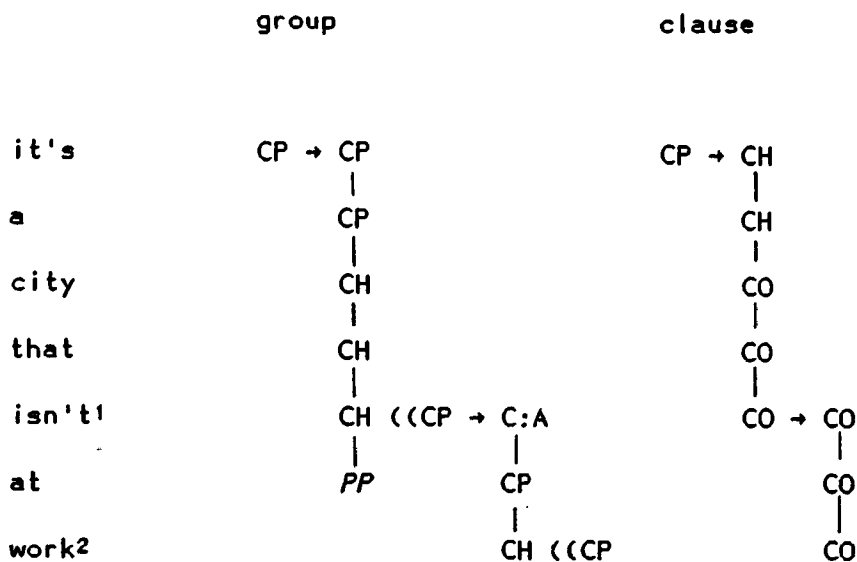 group clause
it's CP → CP CP → CH
a CP CH
city CH CO
that CH CO
isn't¹ CH ((CP → C:A CO → CO
at PP CP CO
work² CH ((CP CO